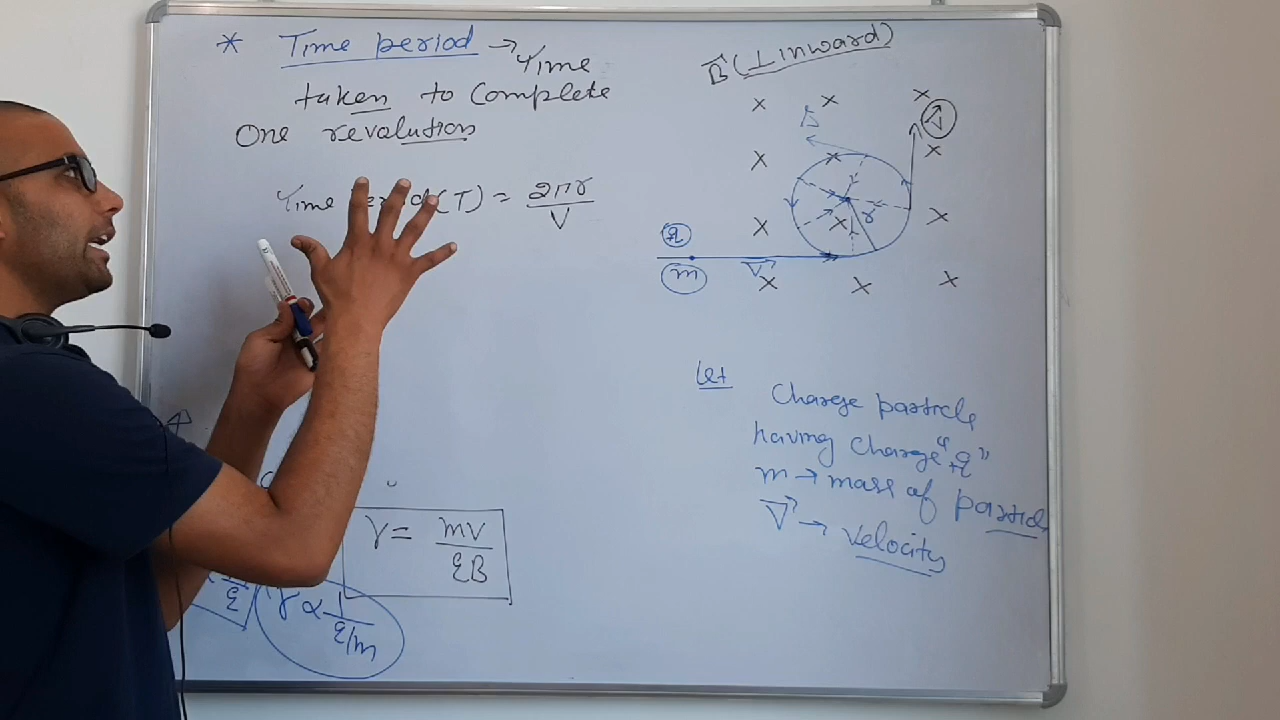 * Time period → Time
taken to Complete
One revalution
Time (T) = 2πr/V
B⃗ (⊥ inward)
V⃗
r
q
m
V⃗
Let
Charge particle
having Charge "+q"
m → mass of particle
V⃗ → Velocity
r = mV/qB
r ∝ 1/q/m